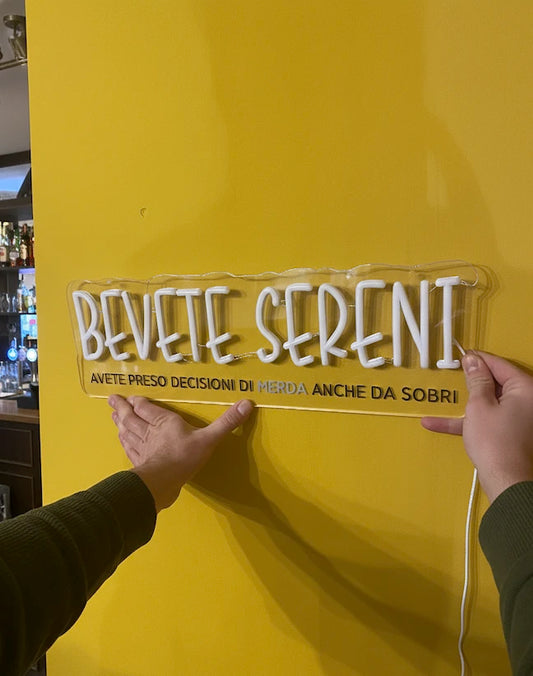 BEVETE SERENI
AVETE PRESO DECISIONI DI MERDA ANCHE DA SOBRI